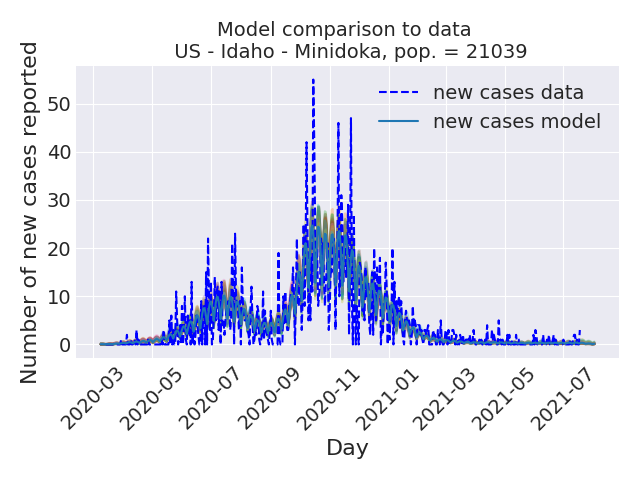 Model comparison to data
US - Idaho - Minidoka, pop. = 21039
Number of new cases reported
50
40
30
20
10
0
new cases data
new cases model
2020-03
2020-05
2020-07
2020-09
2020-11
2021-01
2021-03
2021-05
2021-07
Day